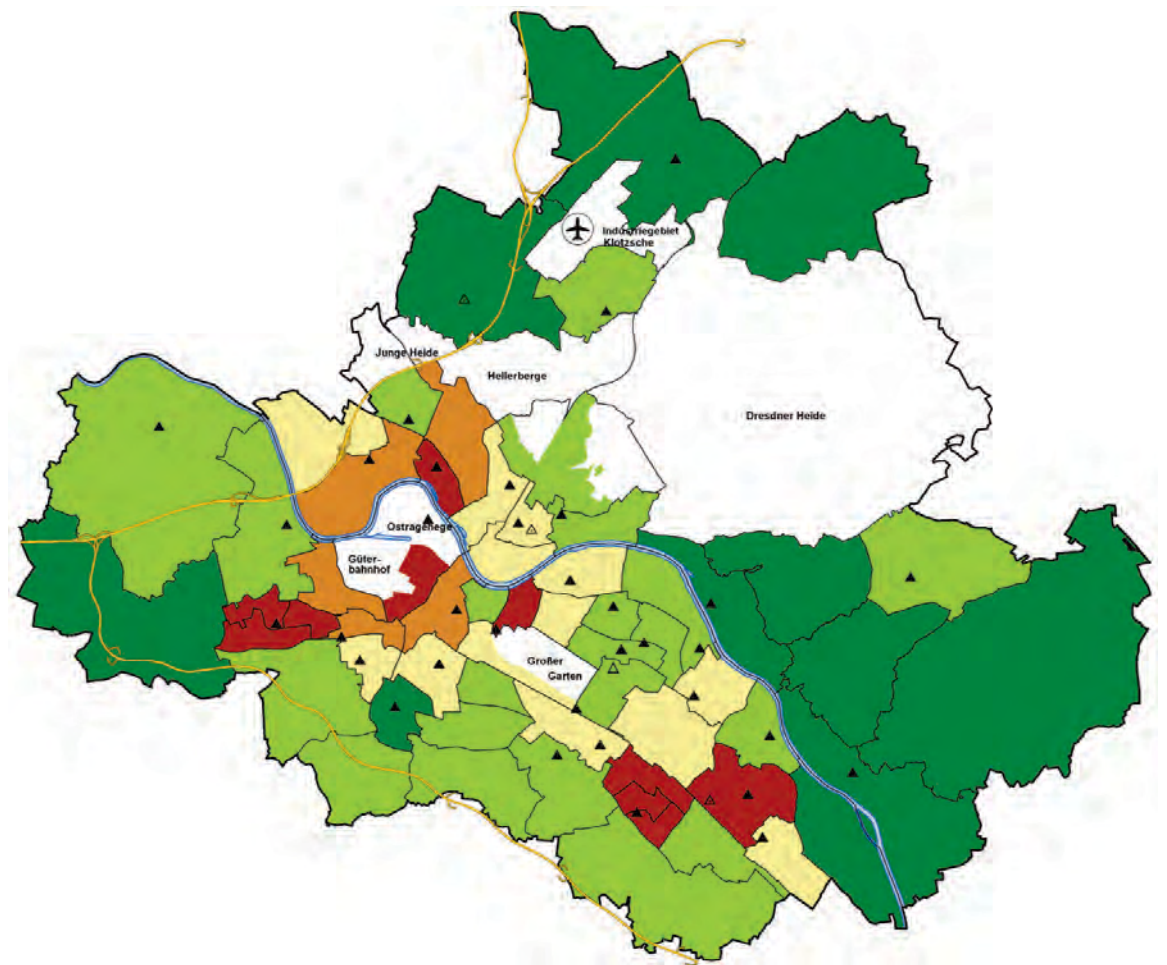 Industriegebiet
Klotzsche
Junge Heide
Hellerberge
Dresdner Heide
Ostragehege
Güter-
bahnhof
Großer
Garten